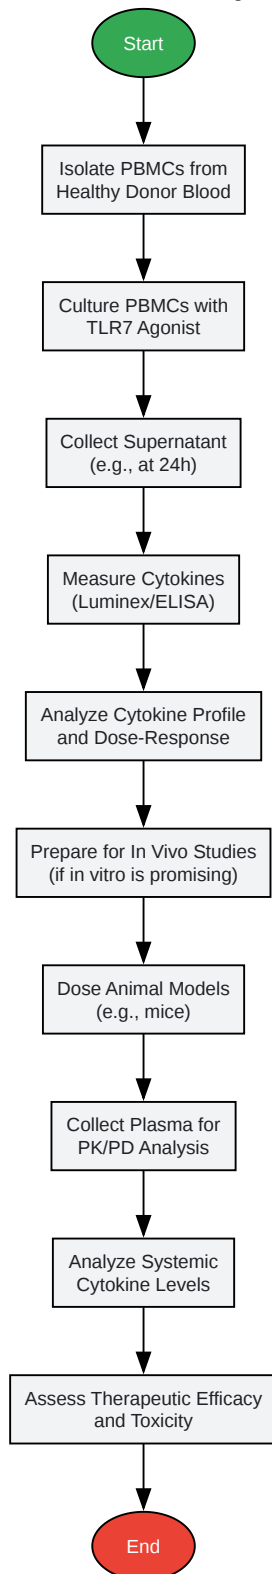 Start
Isolate PBMCs from
Healthy Donor Blood
Culture PBMCs with
TLR7 Agonist
Collect Supernatant
(e.g., at 24h)
Measure Cytokines
(Luminex/ELISA)
Analyze Cytokine Profile
and Dose-Response
Prepare for In Vivo Studies
(if in vitro is promising)
Dose Animal Models
(e.g., mice)
Collect Plasma for
PK/PD Analysis
Analyze Systemic
Cytokine Levels
Assess Therapeutic Efficacy
and Toxicity
End